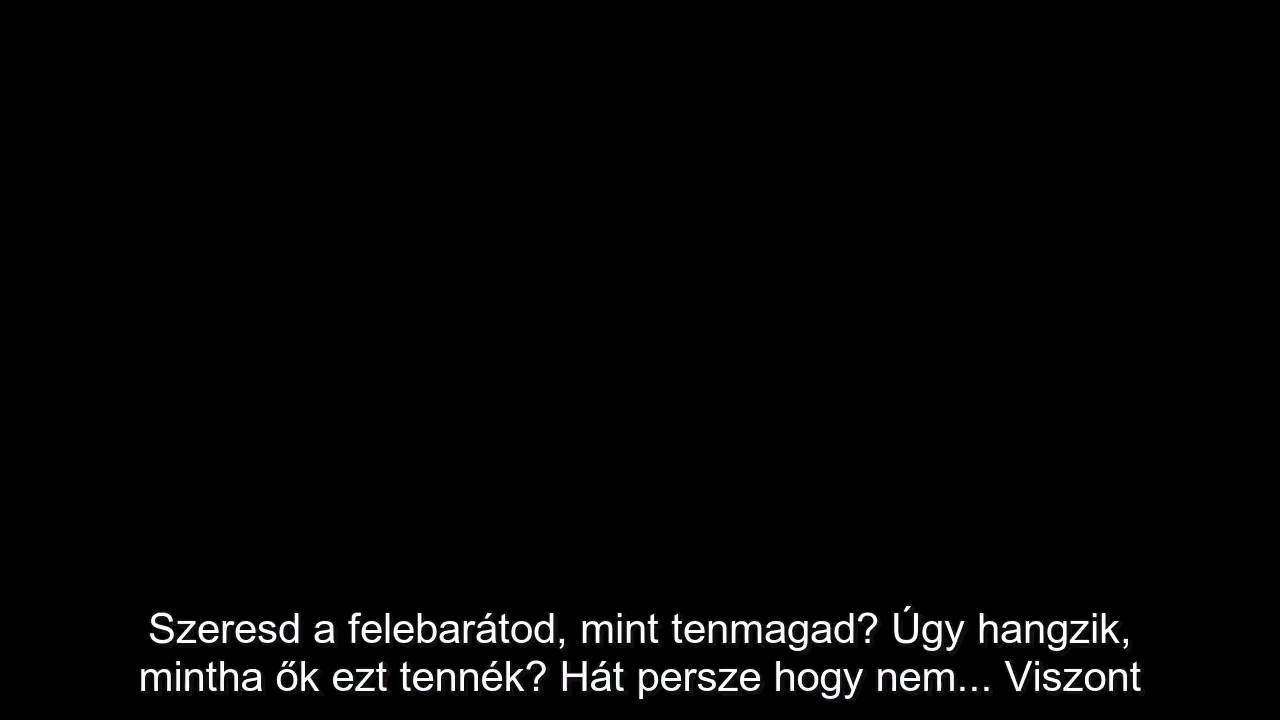 Szeresd a felebarátod, mint tenmagad? Úgy hangzik,
mintha ők ezt tennék? Hát persze hogy nem... Viszont